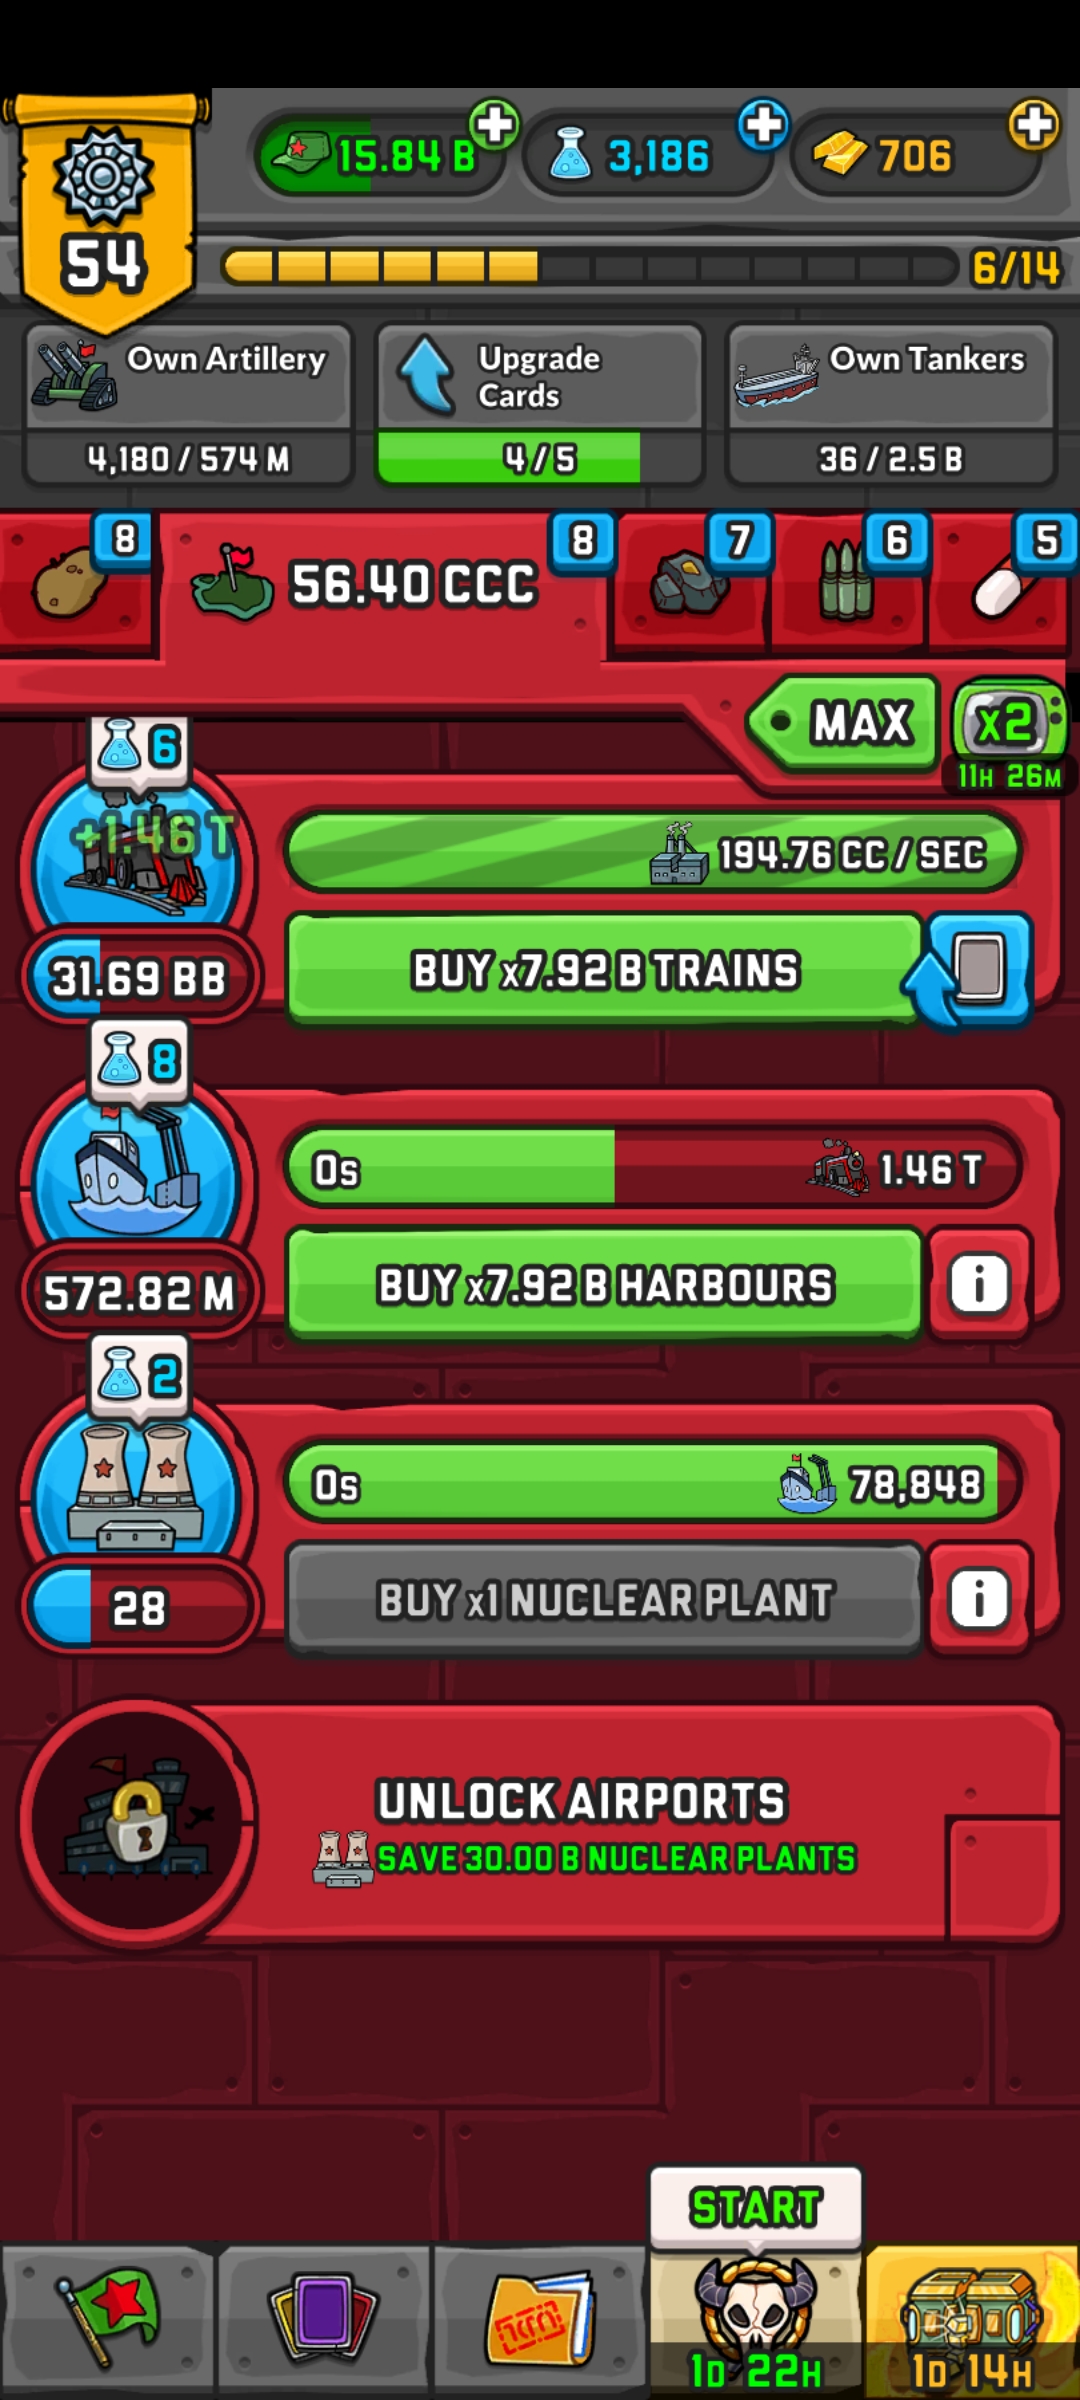 15.84 B
3,186
706
54
6/14
Own Artillery
4,180 / 574 M
Upgrade
Cards
4 / 5
Own Tankers
36 / 2.5 B
8
56.40 CCC
8
7
6
5
MAX
x2
11H 26M
6
+1.46 T
194.76 CC / SEC
31.69 BB
BUY x7.92 B TRAINS
8
0s
1.46 T
572.82 M
BUY x7.92 B HARBOURS
i
2
0s
78,848
28
BUY x1 NUCLEAR PLANT
i
UNLOCK AIRPORTS
SAVE 30.00 B NUCLEAR PLANTS
START
1D 22H
1D 14H